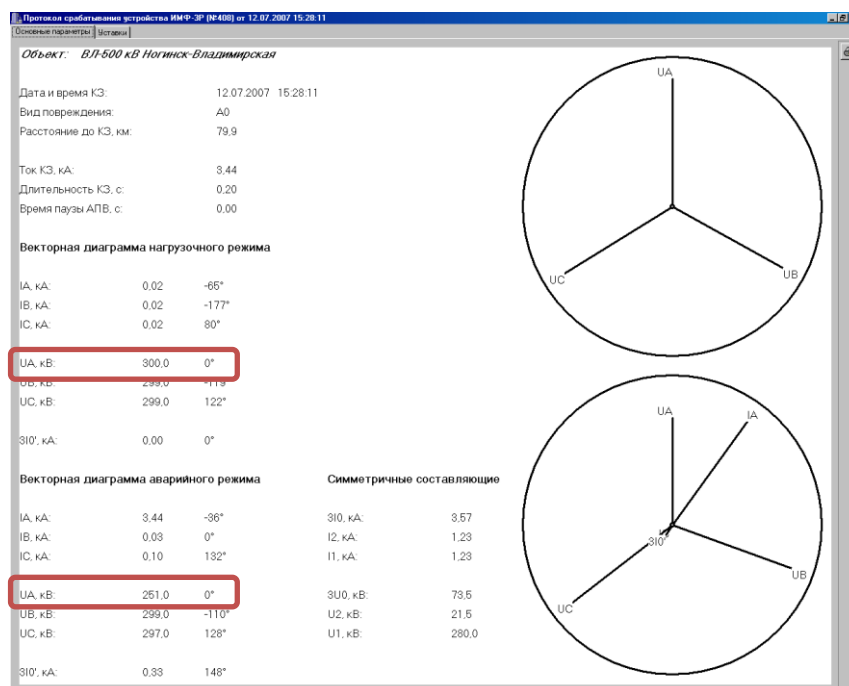 Протокол срабатывания устройства ИМФ-3Р (№408) от 12.07.2007 15:28:11
Основные параметры Уставки
Объект: ВЛ-500 кВ Ногинск-Владимирская
Дата и время КЗ: 12.07.2007 15:28:11
Вид повреждения: А0
Расстояние до КЗ, км: 79,9
Ток КЗ, кА: 3,44
Длительность КЗ, с: 0,20
Время паузы АПВ, с: 0,00
Векторная диаграмма нагрузочного режима
IA, кА: 0,02 -65°
IB, кА: 0,02 -177°
IC, кА: 0,02 80°
UA, кВ: 300,0 0°
UB, кВ: 299,0 -119°
UC, кВ: 299,0 122°
3I0', кА: 0,00 0°
UA
UC
UB
Векторная диаграмма аварийного режима Симметричные составляющие
IA, кА: 3,44 -36° 3I0, кА: 3,57
IB, кА: 0,03 0° I2, кА: 1,23
IC, кА: 0,10 132° I1, кА: 1,23
UA, кВ: 251,0 0° 3U0, кВ: 73,5
UB, кВ: 299,0 -110° U2, кВ: 21,5
UC, кВ: 297,0 128° U1, кВ: 280,0
3I0', кА: 0,33 148°
UA
IA
3I0'
UB
UC